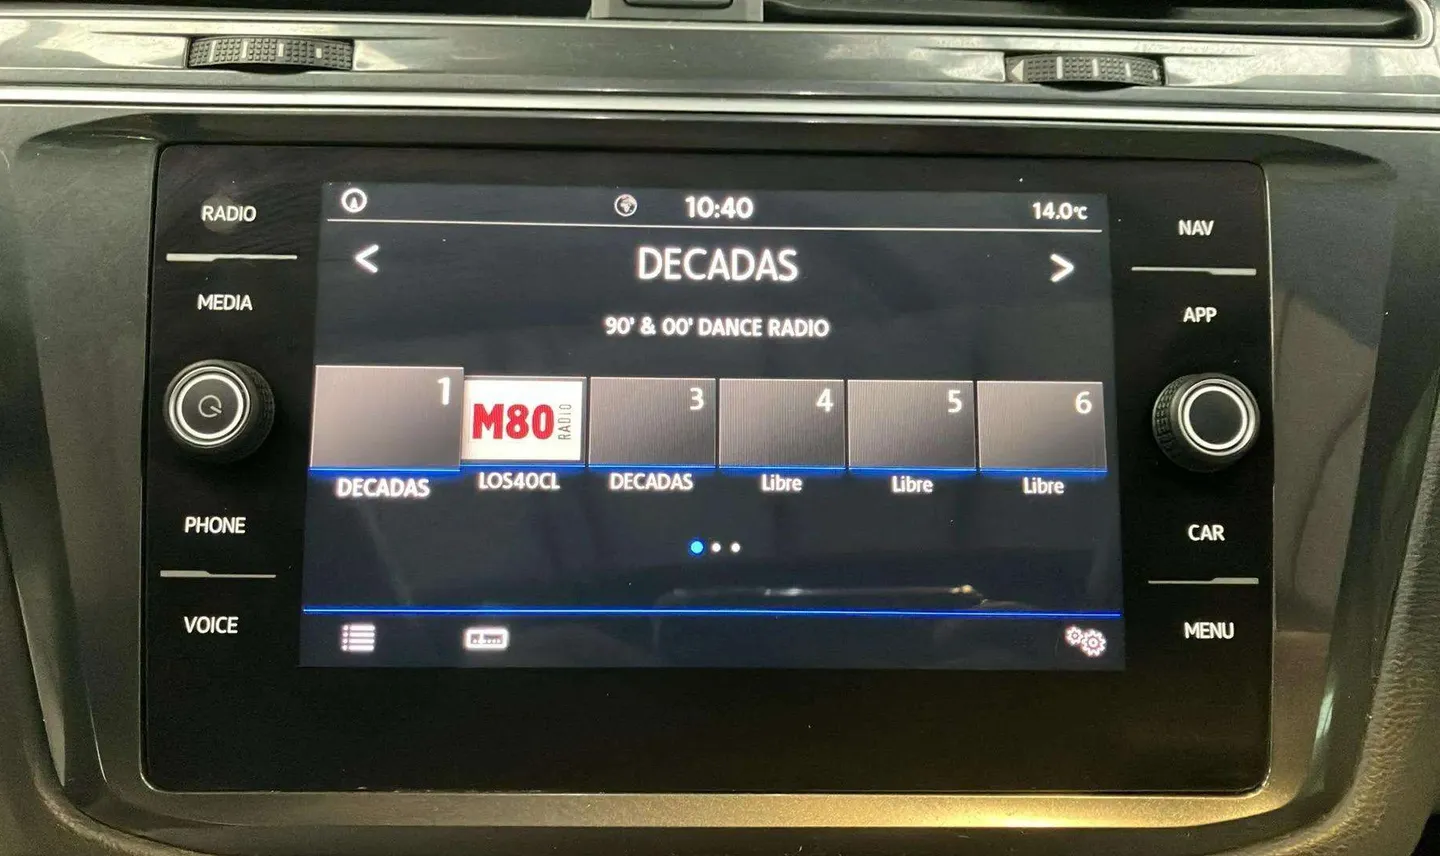 RADIO
MEDIA
PHONE
VOICE
10:40
14.0°C
< DECADAS >
90' & 00' DANCE RADIO
1
M80 RADIO
3
4
5
6
DECADAS
LOS40CL
DECADAS
Libre
Libre
Libre
NAV
APP
CAR
MENU